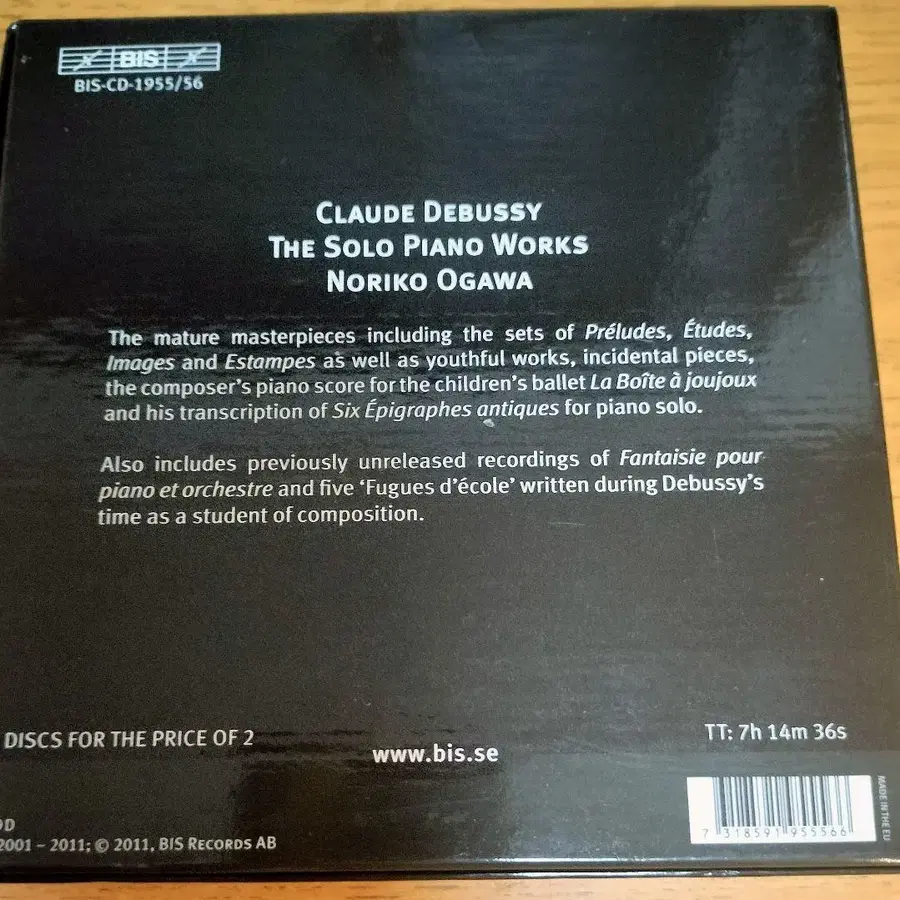 BIS
BIS-CD-1955/56
CLAUDE DEBUSSY
THE SOLO PIANO WORKS
NORIKO OGAWA
The mature masterpieces including the sets of Préludes, Études,
Images and Estampes as well as youthful works, incidental pieces,
the composer's piano score for the children's ballet La Boîte à joujoux
and his transcription of Six Épigraphes antiques for piano solo.
Also includes previously unreleased recordings of Fantaisie pour
piano et orchestre and five ‘Fugues d'école’ written during Debussy's
time as a student of composition.
DISCS FOR THE PRICE OF 2
www.bis.se
TT: 7h 14m 36s
2001 – 2011; © 2011, BIS RECORDS AB
7 318591 955566
MADE IN THE EU